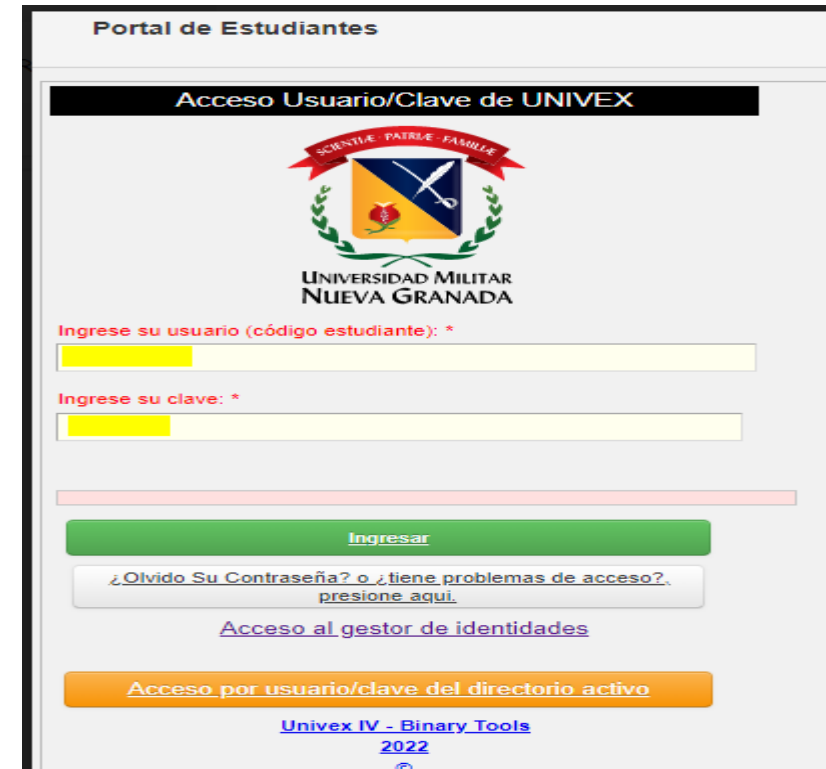 Portal de Estudiantes
Acceso Usuario/Clave de UNIVEX
SCIENTIÆ - PATRIÆ - FAMILIÆ
UNIVERSIDAD MILITAR
NUEVA GRANADA
Ingrese su usuario (código estudiante): *
Ingrese su clave: *
Ingresar
¿Olvido Su Contraseña? o ¿tiene problemas de acceso?,
presione aqui.
Acceso al gestor de identidades
Acceso por usuario/clave del directorio activo
Univex IV - Binary Tools
2022
©